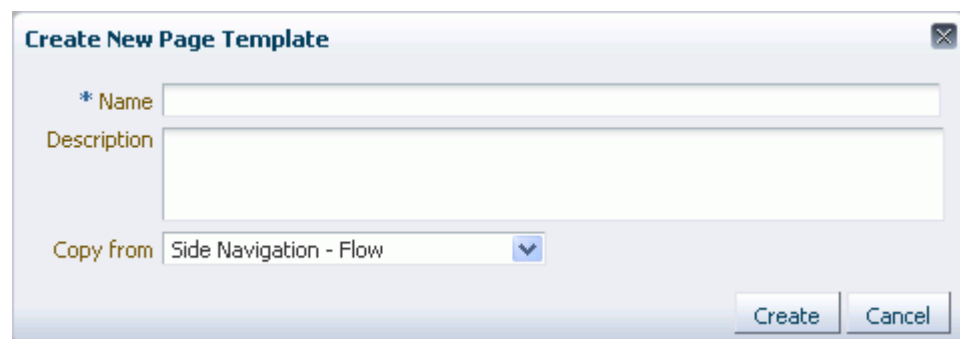 Create New Page Template
* Name
Description
Copy from Side Navigation - Flow
Create Cancel